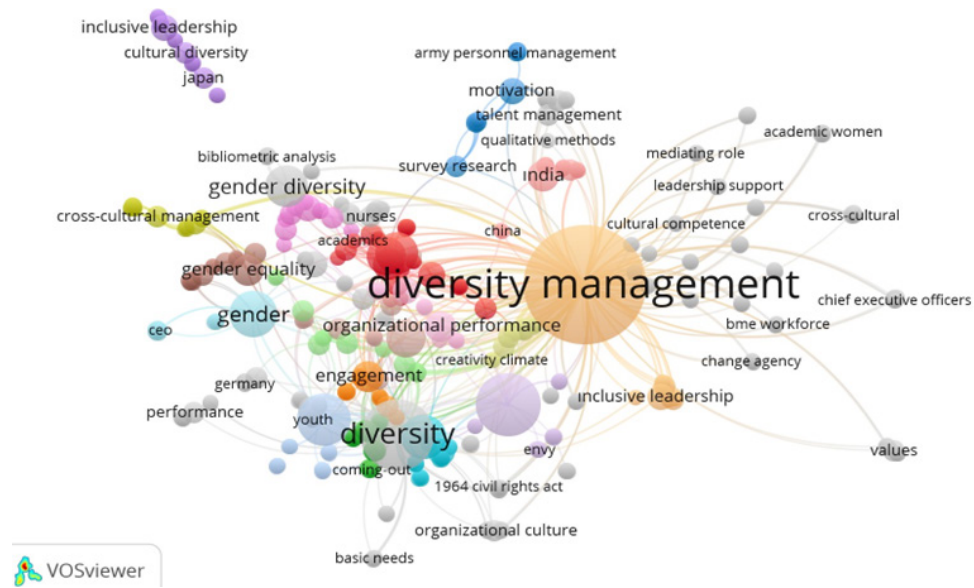 inclusive leadership
cultural diversity
japan
army personnel management
motivation
talent management
qualitative methods
survey research
india
academic women
mediating role
leadership support
cross-cultural
cultural competence
bibliometric analysis
gender diversity
cross-cultural management
nurses
academics
china
gender equality
diversity management
chief executive officers
gender
ceo
organizational performance
bme workforce
creativity climate
change agency
engagement
germany
inclusive leadership
performance
youth
diversity
envy
values
coming-out
1964 civil rights act
organizational culture
basic needs
VOSviewer